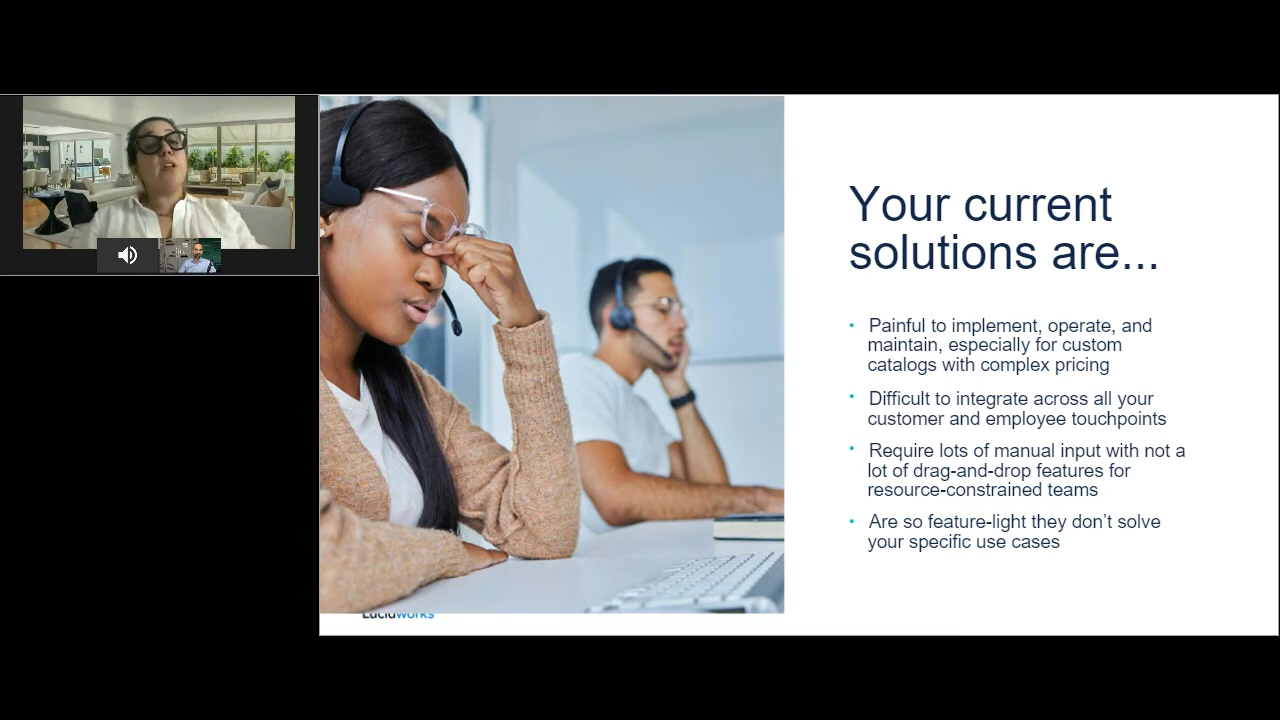 Your current
solutions are...
• Painful to implement, operate, and
maintain, especially for custom
catalogs with complex pricing
• Difficult to integrate across all your
customer and employee touchpoints
• Require lots of manual input with not a
lot of drag-and-drop features for
resource-constrained teams
• Are so feature-light they don’t solve
your specific use cases
Lucidworks